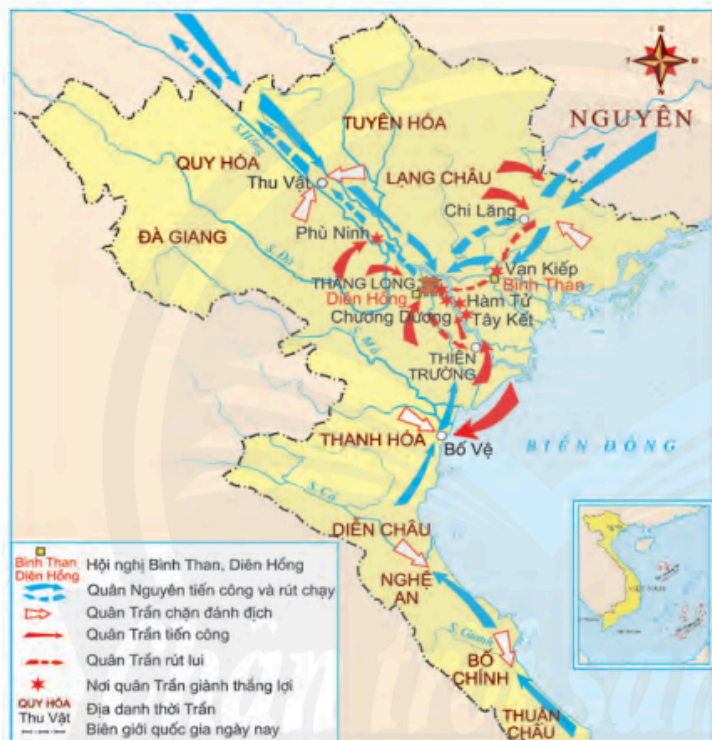 B
T
Đ
N
NGUYÊN
TUYÊN HÓA
S.Hồng
QUY HÓA
Thu Vật
LẠNG CHÂU
Chi Lăng
ĐÀ GIANG
Phù Ninh
S.Đà
Vạn Kiếp
Bình Than
THĂNG LONG
Diên Hồng
Hàm Tử
Chương Dương
Tây Kết
S.Mã
THIÊN
TRƯỜNG
THANH HÓA
Bố Vệ
BIỂN ĐÔNG
S.Cả
DIỄN CHÂU
NGHỆ
AN
S.Gianh
BỐ
CHÍNH
THUẬN
CHÂU
VIỆT NAM
Bình Than
Diên Hồng
Hội nghị Bình Than, Diên Hồng
Quân Nguyên tiến công và rút chạy
Quân Trần chặn đánh địch
Quân Trần tiến công
Quân Trần rút lui
Nơi quân Trần giành thắng lợi
QUY HÓA
Thu Vật
Địa danh thời Trần
Biên giới quốc gia ngày nay